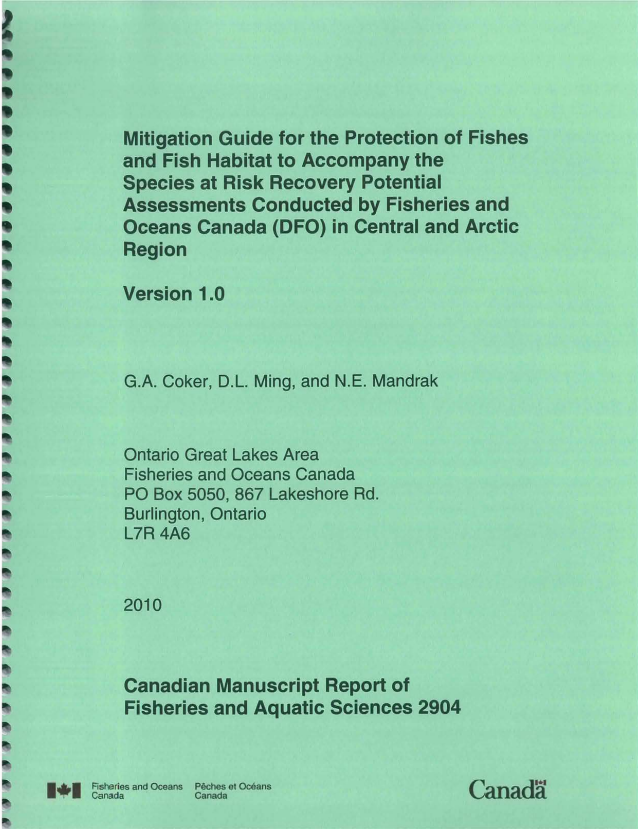 Mitigation Guide for the Protection of Fishes
and Fish Habitat to Accompany the
Species at Risk Recovery Potential
Assessments Conducted by Fisheries and
Oceans Canada (DFO) in Central and Arctic
Region
Version 1.0
G.A. Coker, D.L. Ming, and N.E. Mandrak
Ontario Great Lakes Area
Fisheries and Oceans Canada
PO Box 5050, 867 Lakeshore Rd.
Burlington, Ontario
L7R 4A6
2010
Canadian Manuscript Report of
Fisheries and Aquatic Sciences 2904
Fisheries and Oceans Pêches et Océans
Canada Canada
Canada